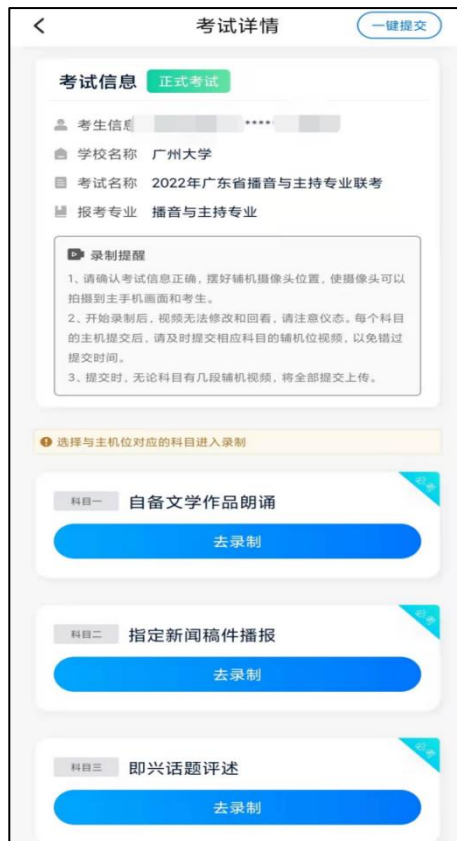 考试详情
一键提交
考试信息 正式考试
考生信息 ****
学校名称 广州大学
考试名称 2022年广东省播音与主持专业联考
报考专业 播音与主持专业
录制提醒
1、请确认考试信息正确，摆好辅机摄像头位置，使摄像头可以
拍摄到主手机画面和考生。
2、开始录制后，视频无法修改和回看，请注意仪态。每个科目
的主机提交后，请及时提交相应科目的辅机位视频，以免错过
提交时间。
3、提交时，无论科目有几段辅机视频，将全部提交上传。
选择与主机位对应的科目进入录制
必考
科目一 自备文学作品朗诵
去录制
必考
科目二 指定新闻稿件播报
去录制
必考
科目三 即兴话题评述
去录制